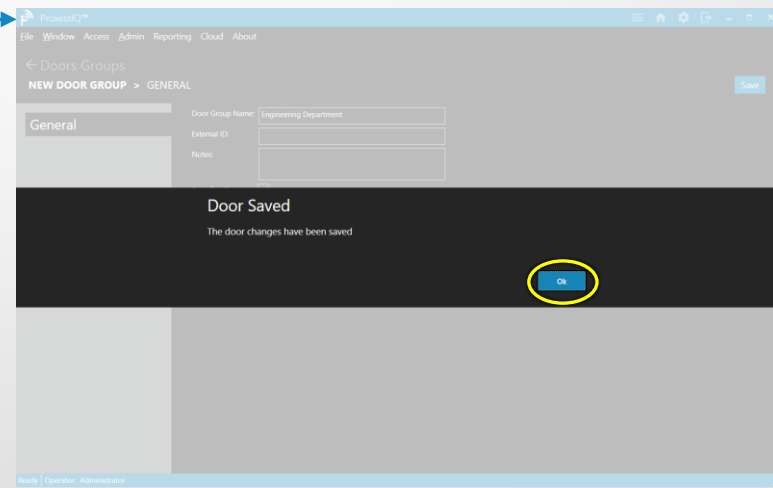 ProxessIQ™
File Window Access Admin Reporting Cloud About
Doors Groups
NEW DOOR GROUP > GENERAL
Save
General
Door Group Name: Engineering Department
External ID:
Notes:
Door Saved
The door changes have been saved
Ok
Ready Operator: Administrator